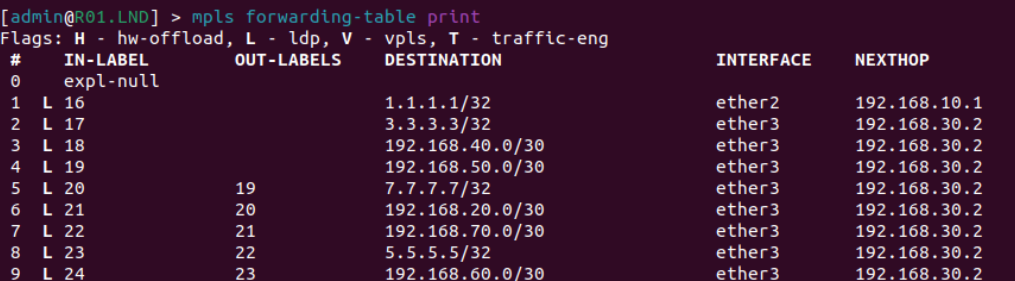 [admin@R01.LND] > mpls forwarding-table print
Flags: H - hw-offload, L - ldp, V - vpls, T - traffic-eng
# IN-LABEL OUT-LABELS DESTINATION INTERFACE NEXTHOP
0 expl-null
1 L 16 1.1.1.1/32 ether2 192.168.10.1
2 L 17 3.3.3.3/32 ether3 192.168.30.2
3 L 18 192.168.40.0/30 ether3 192.168.30.2
4 L 19 192.168.50.0/30 ether3 192.168.30.2
5 L 20 19 7.7.7.7/32 ether3 192.168.30.2
6 L 21 20 192.168.20.0/30 ether3 192.168.30.2
7 L 22 21 192.168.70.0/30 ether3 192.168.30.2
8 L 23 22 5.5.5.5/32 ether3 192.168.30.2
9 L 24 23 192.168.60.0/30 ether3 192.168.30.2